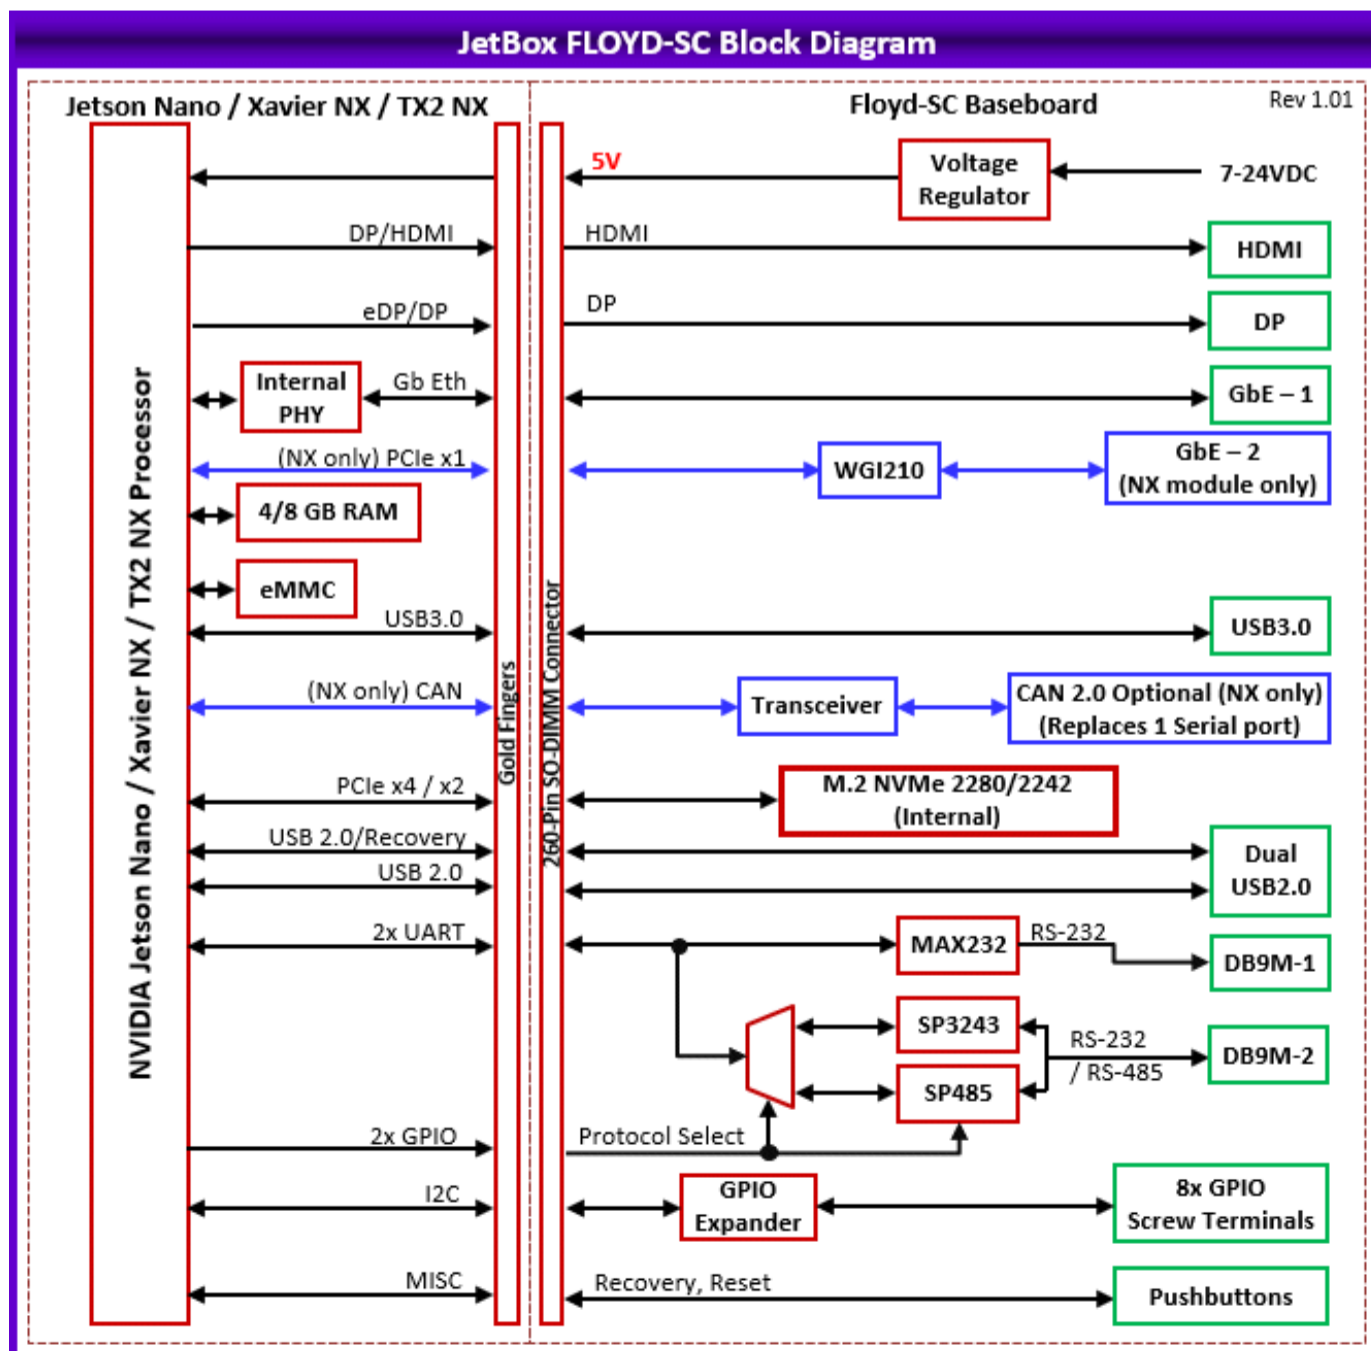 JetBox FLOYD-SC Block Diagram
Jetson Nano / Xavier NX / TX2 NX
Floyd-SC Baseboard
Rev 1.01
5V
Voltage
Regulator
7-24VDC
DP/HDMI
HDMI
HDMI
eDP/DP
DP
DP
Internal
PHY
Gb Eth
GbE – 1
(NX only) PCIe x1
WGI210
GbE – 2
(NX module only)
4/8 GB RAM
eMMC
USB3.0
USB3.0
(NX only) CAN
Transceiver
CAN 2.0 Optional (NX only)
(Replaces 1 Serial port)
NVIDIA Jetson Nano / Xavier NX / TX2 NX Processor
Gold Fingers
260-Pin SO-DIMM Connector
PCIe x4 / x2
M.2 NVMe 2280/2242
(Internal)
USB 2.0/Recovery
USB 2.0
Dual
USB2.0
2x UART
MAX232
RS-232
DB9M-1
SP3243
RS-232
/ RS-485
DB9M-2
SP485
2x GPIO
Protocol Select
I2C
GPIO
Expander
8x GPIO
Screw Terminals
MISC
Recovery, Reset
Pushbuttons